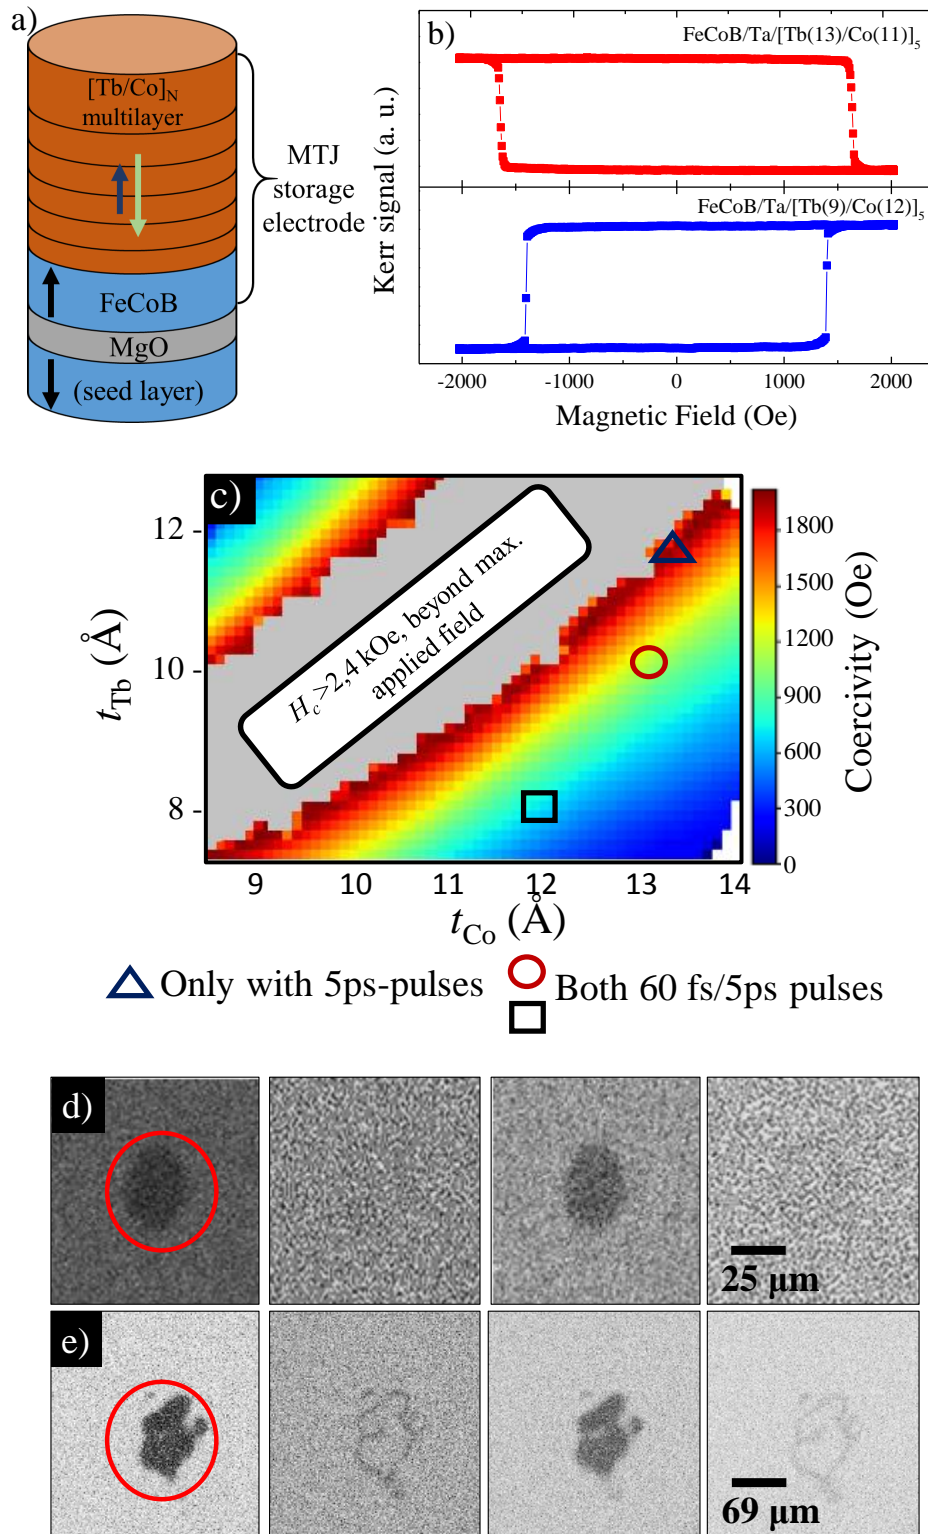 a)
[Tb/Co]N
multilayer
MTJ
storage
electrode
FeCoB
MgO
(seed layer)
b)
FeCoB/Ta/[Tb(13)/Co(11)]5
FeCoB/Ta/[Tb(9)/Co(12)]5
Kerr signal (a. u.)
-2000 -1000 0 1000 2000
Magnetic Field (Oe)
c)
Hc>2,4 kOe, beyond max.
applied field
12
10
8
tTb (Å)
9 10 11 12 13 14
tCo (Å)
1800
1500
1200
900
600
300
0
Coercivity (Oe)
Only with 5ps-pulses
Both 60 fs/5ps pulses
d)
25 μm
e)
69 μm